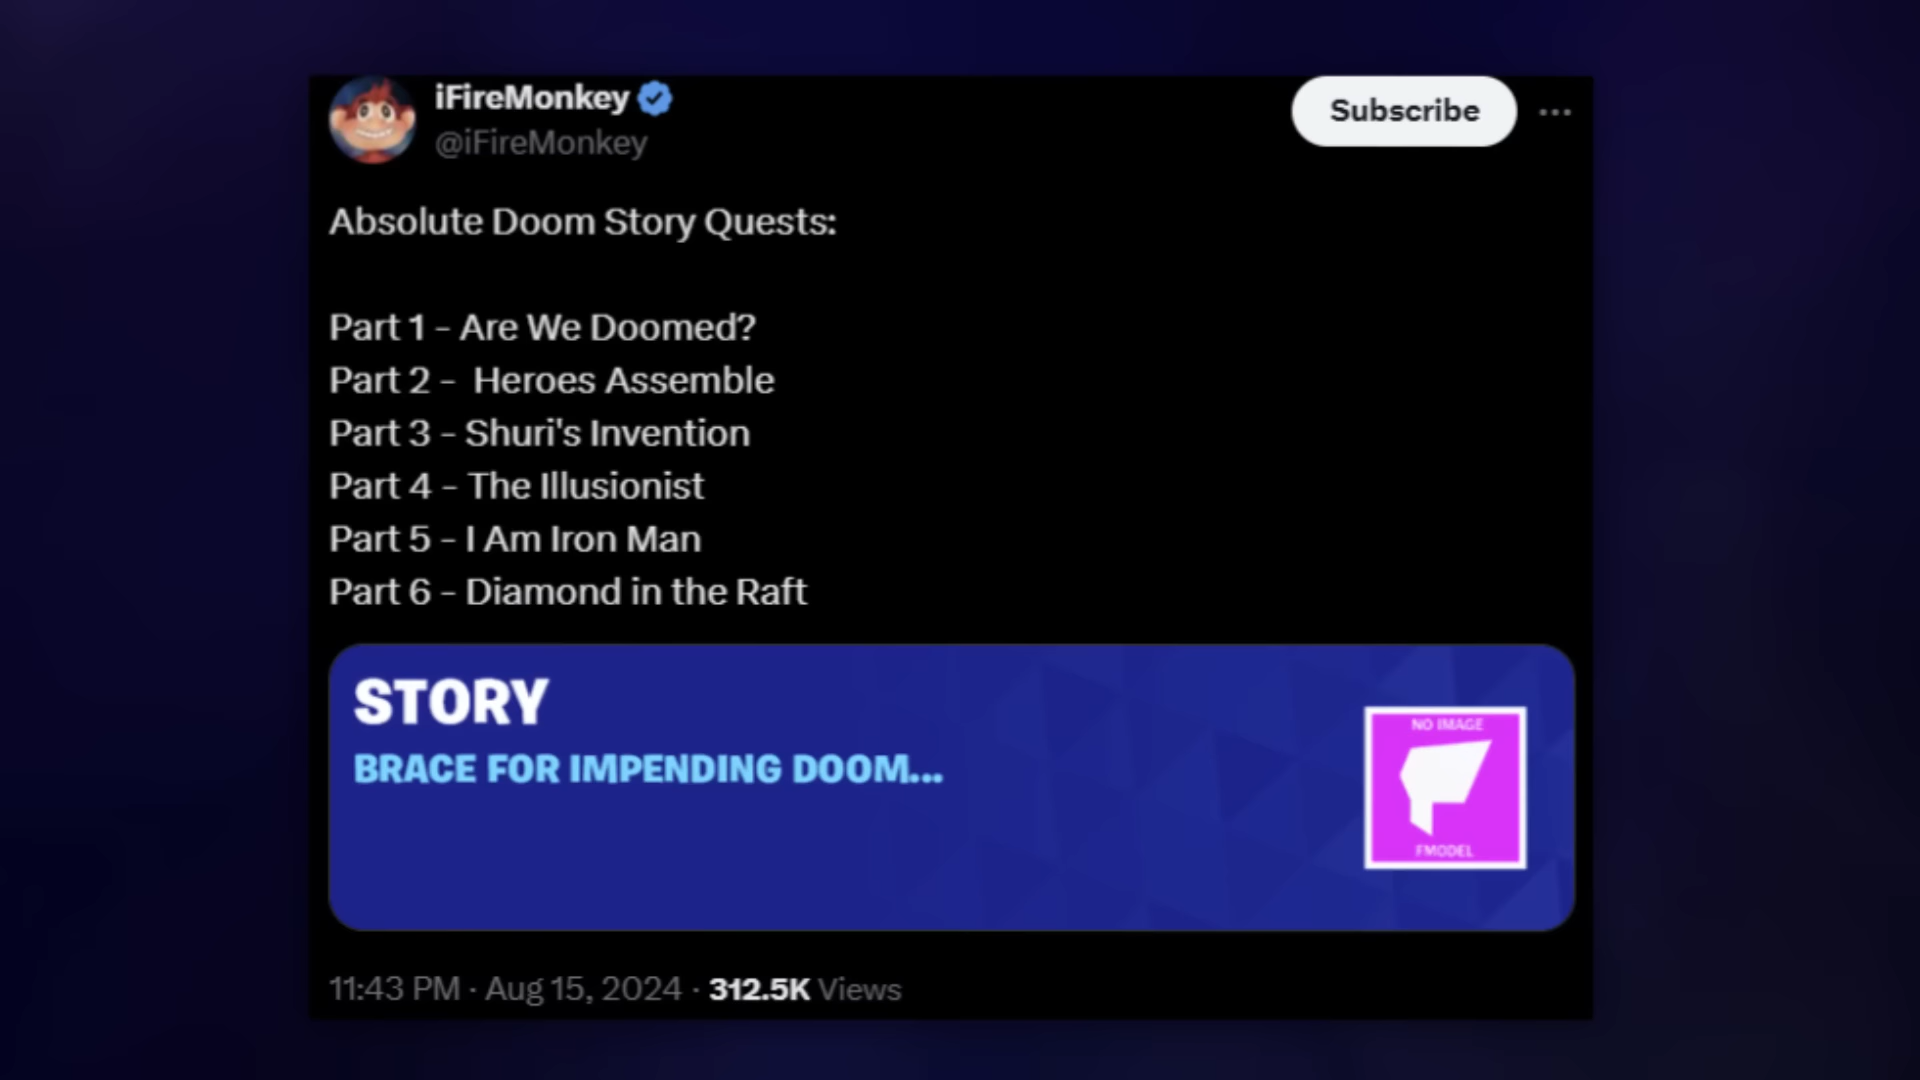 iFireMonkey
@iFireMonkey
Subscribe
Absolute Doom Story Quests:
Part 1 - Are We Doomed?
Part 2 -  Heroes Assemble
Part 3 - Shuri's Invention
Part 4 - The Illusionist
Part 5 - I Am Iron Man
Part 6 - Diamond in the Raft
STORY
BRACE FOR IMPENDING DOOM...
NO IMAGE
FMODEL
11:43 PM · Aug 15, 2024 · 312.5K Views